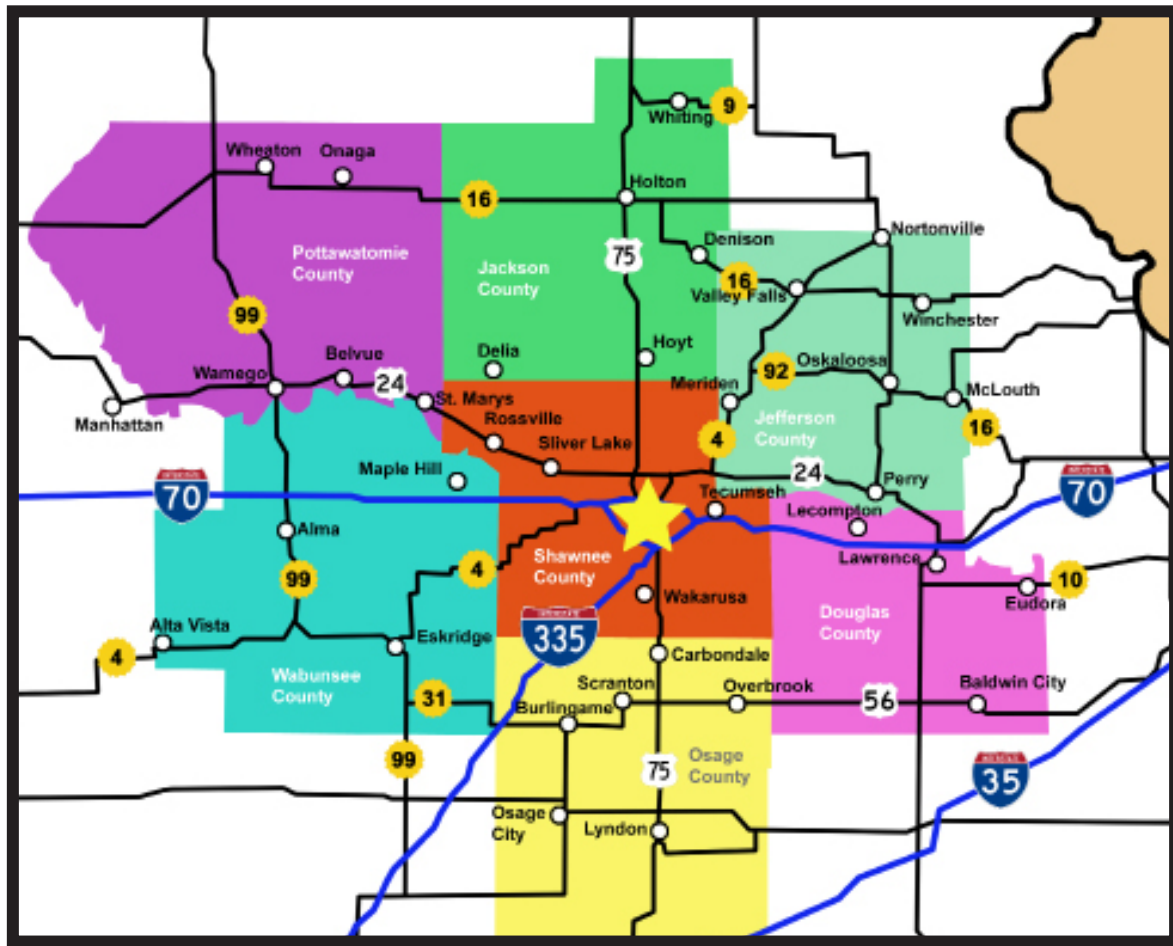 Whiting
9
Wheaton
Onaga
Holton
16
Nortonville
Denison
75
Pottawatomie
County
Jackson
County
16
Valley Falls
Winchester
99
Hoyt
Delia
Belvue
Oskaloosa
92
Wamego
24
Meriden
McLouth
St. Marys
Manhattan
Rossville
Jefferson
County
16
Sliver Lake
4
Maple Hill
24
Perry
70
70
Tecumseh
Lecompton
Alma
Shawnee
County
Lawrence
4
99
10
Wakarusa
Eudora
Douglas
County
Alta Vista
335
Eskridge
4
Carbondale
Wabunsee
County
Scranton
Overbrook
Baldwin City
31
56
Burlingame
99
75
Osage
County
35
Osage
City
Lyndon